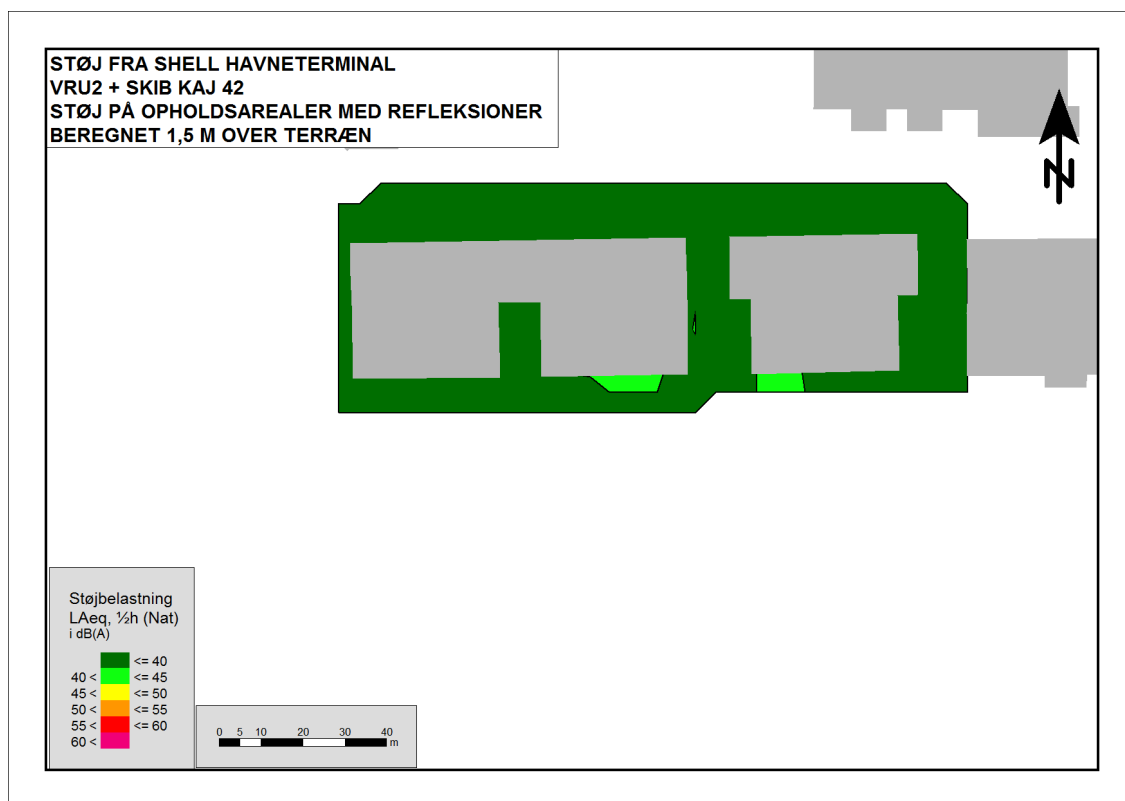 STØJ FRA SHELL HAVNETERMINAL
VRU2 + SKIB KAJ 42
STØJ PÅ OPHOLDSAREALER MED REFLEKSIONER
BEREGNET 1,5 M OVER TERRÆN
N
Støjbelastning
LAeq, ½h (Nat)
i dB(A)
<= 40
40 < <= 45
45 < <= 50
50 < <= 55
55 < <= 60
60 <
0 5 10 20 30 40
m